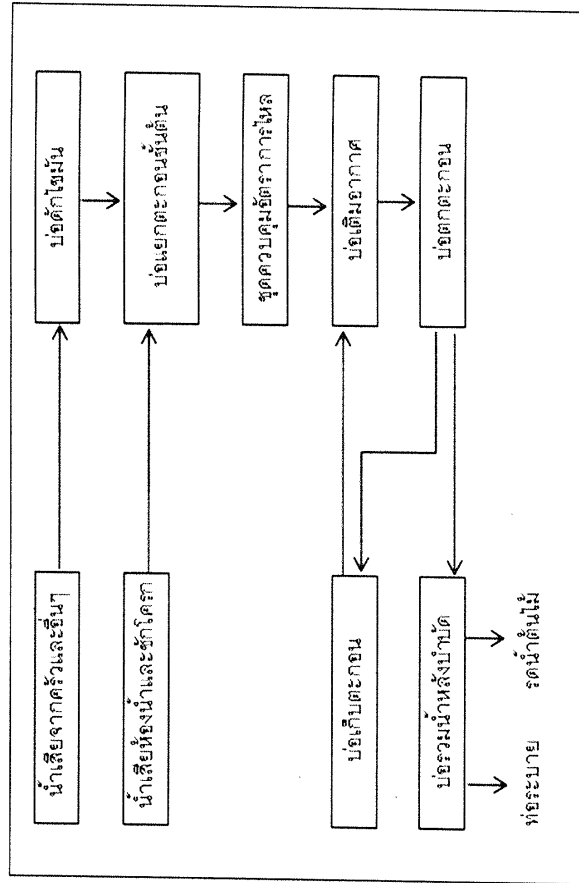 น้ำเสียจากครัวและอื่นๆ
บ่อดักไขมัน
น้ำเสียห้องน้ำและชักโครก
บ่อแยกตะกอนขั้นต้น
ชุดควบคุมอัตราการไหล
บ่อเก็บตะกอน
บ่อเติมอากาศ
บ่อรวมน้ำหลังบำบัด
บ่อตกตะกอน
ท่อระบาย
รดน้ำต้นไม้